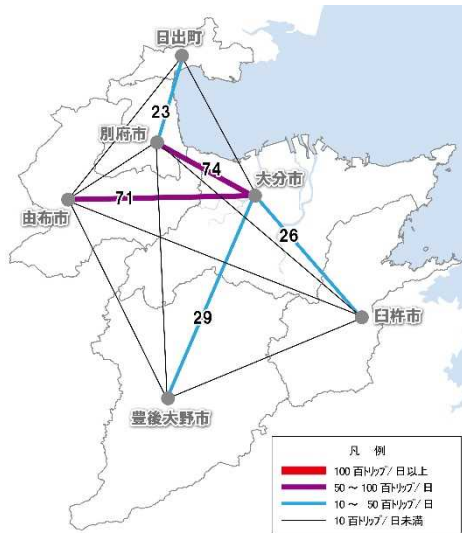 日出町
23
別府市
74
大分市
71
由布市
26
29
臼杵市
豊後大野市
凡 例
100 百トリップ/日以上
50 ～ 100 百トリップ/日
10 ～ 50 百トリップ/日
10 百トリップ/日未満